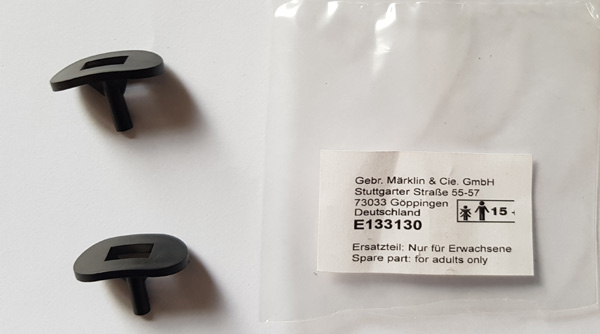 Gebr. Märklin & Cie. GmbH
Stuttgarter Straße 55-57
73033 Göppingen
Deutschland
15
E133130
Ersatzteil: Nur für Erwachsene
Spare part: for adults only